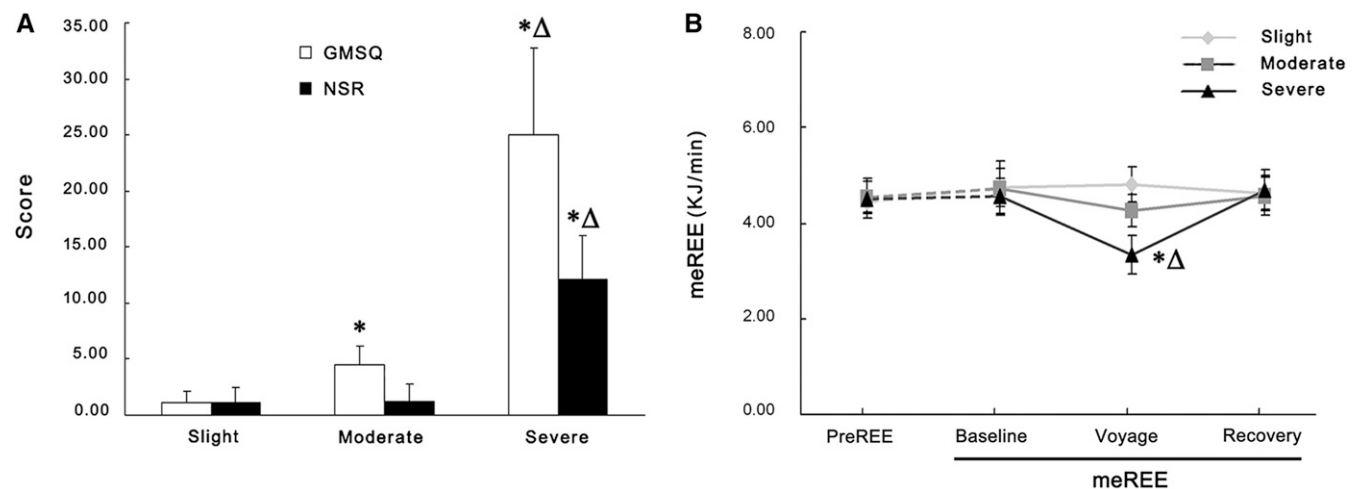 A
Score
35.00
30.00
25.00
20.00
15.00
10.00
5.00
0.00
GMSQ
NSR
*
*Δ
*Δ
Slight
Moderate
Severe
B
meREE (KJ/min)
8.00
6.00
4.00
2.00
0.00
Slight
Moderate
Severe
*Δ
PreREE
Baseline
Voyage
Recovery
meREE